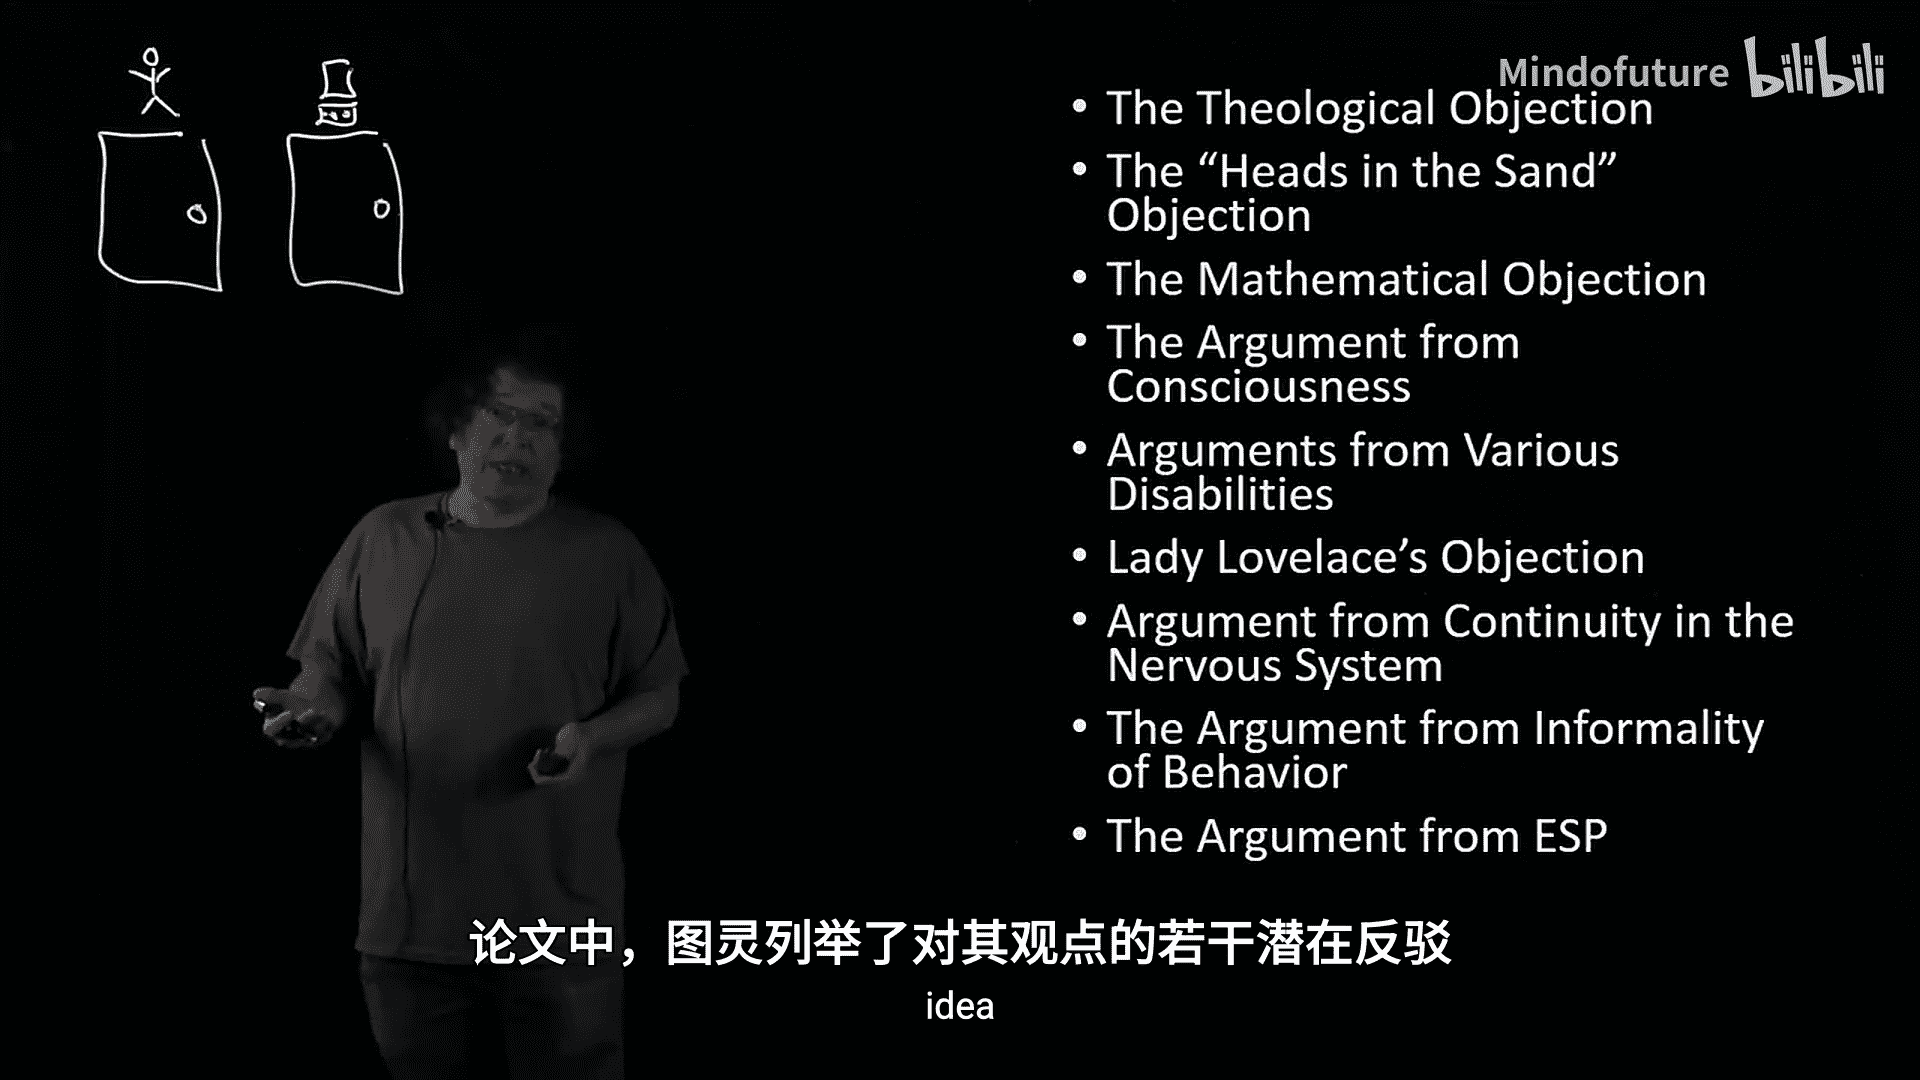 Mindofuture bilibili
• The Theological Objection
• The “Heads in the Sand”
Objection
• The Mathematical Objection
• The Argument from
Consciousness
• Arguments from Various
Disabilities
• Lady Lovelace’s Objection
• Argument from Continuity in the
Nervous System
• The Argument from Informality
of Behavior
• The Argument from ESP
论文中，图灵列举了对其观点的若干潜在反驳
idea